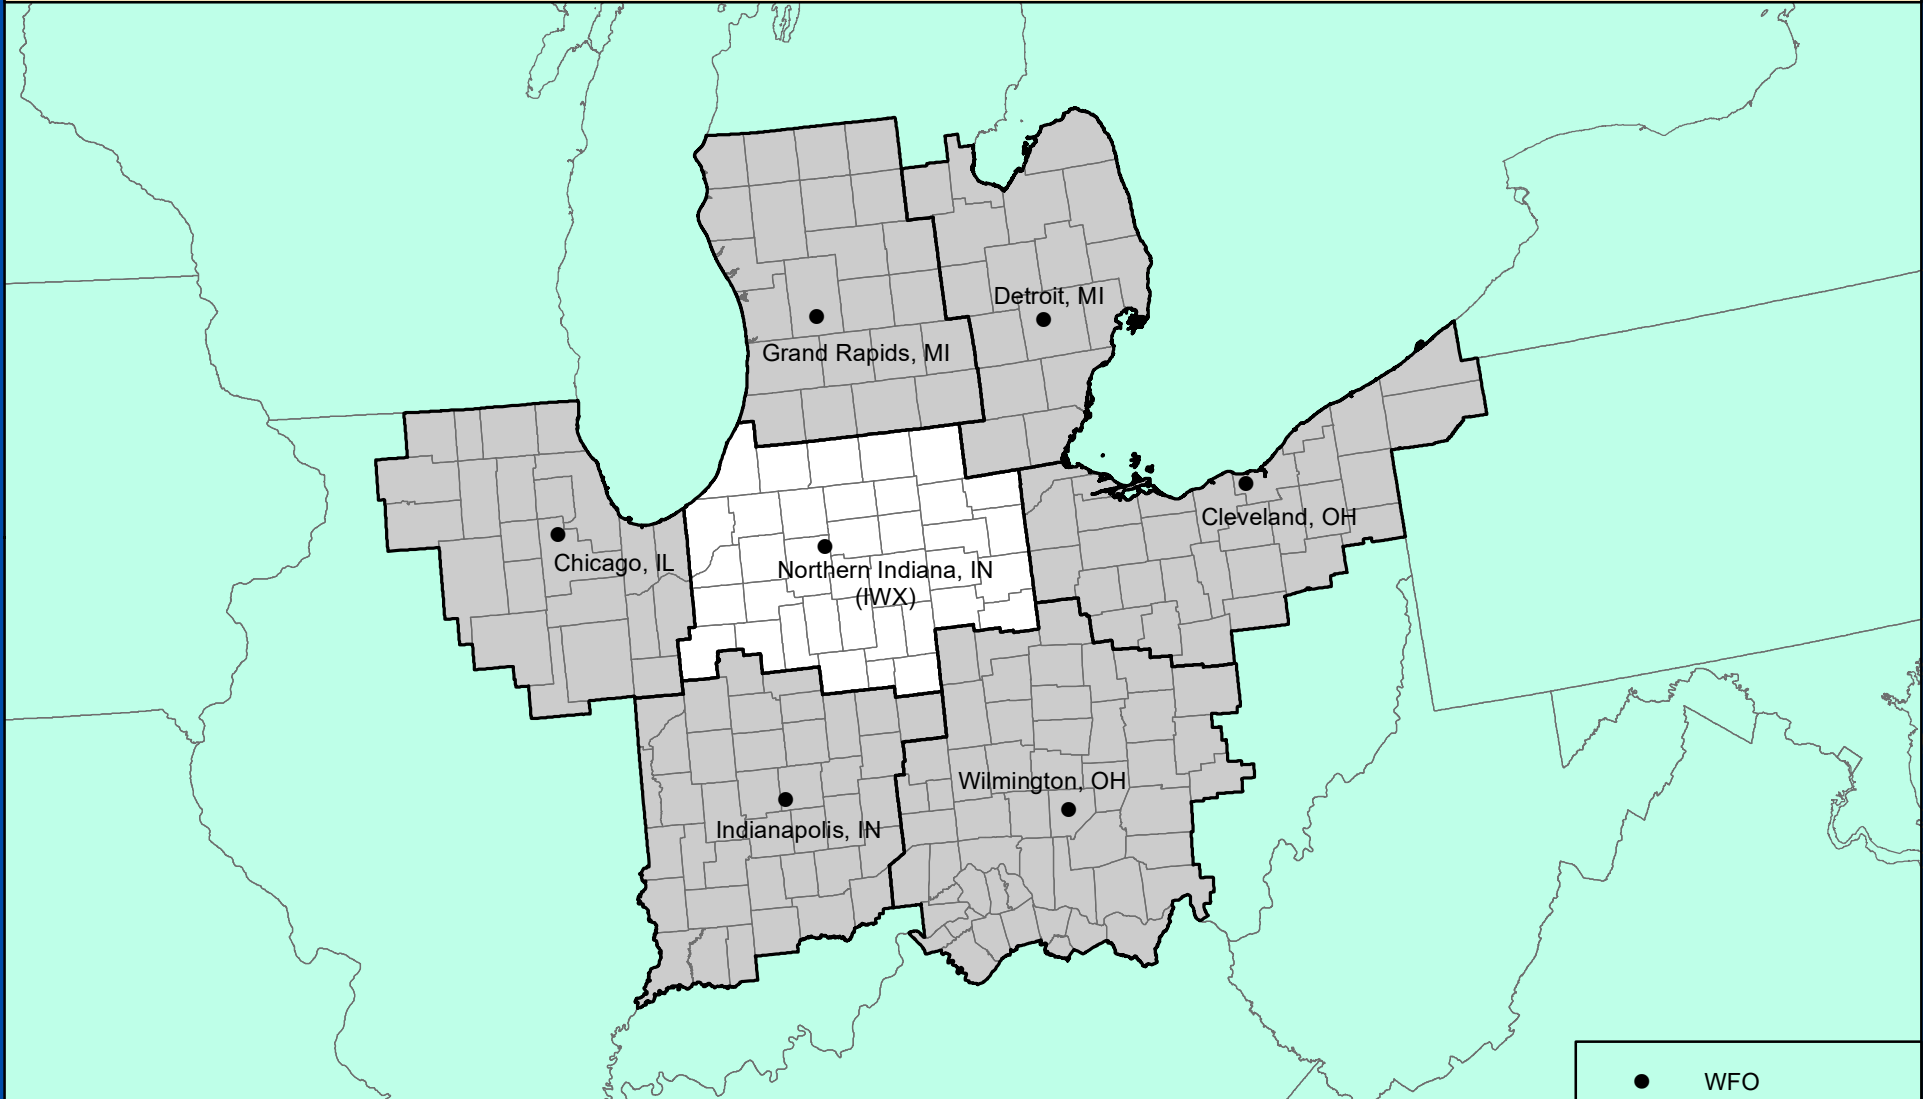 Detroit, MI
Grand Rapids, MI
Cleveland, OH
Chicago, IL
Northern Indiana, IN
(IWX)
Wilmington, OH
Indianapolis, IN
WFO